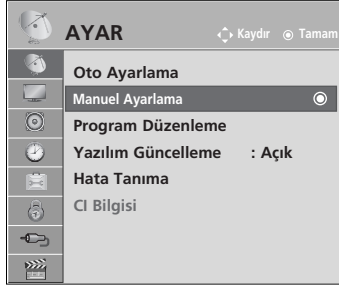 AYAR
Kaydır
Tamam
Oto Ayarlama
Manuel Ayarlama
Program Düzenleme
Yazılım Güncelleme : Açık
Hata Tanıma
CI Bilgisi